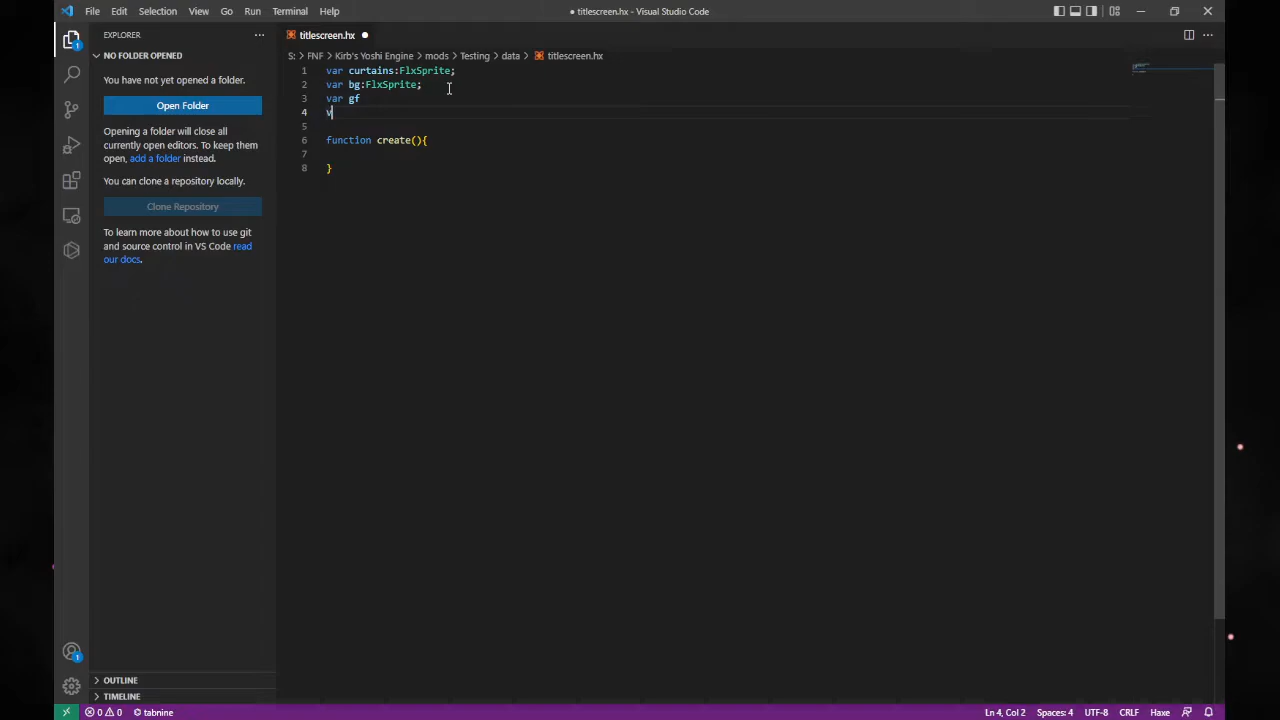 File Edit Selection View Go Run Terminal Help
● titlescreen.hx - Visual Studio Code
EXPLORER
NO FOLDER OPENED
You have not yet opened a folder.
Open Folder
Opening a folder will close all
currently open editors. To keep them
open, add a folder instead.
You can clone a repository locally.
Clone Repository
To learn more about how to use git
and source control in VS Code read
our docs.
OUTLINE
TIMELINE
1
1
titlescreen.hx ●
S: > FNF > Kirb's Yoshi Engine > mods > Testing > data > titlescreen.hx
1 var curtains:FlxSprite;
2 var bg:FlxSprite;
3 var gf
4 v
5
6 function create(){
7
8 }
0 0 tabnine
Ln 4, Col 2 Spaces: 4 UTF-8 CRLF Haxe